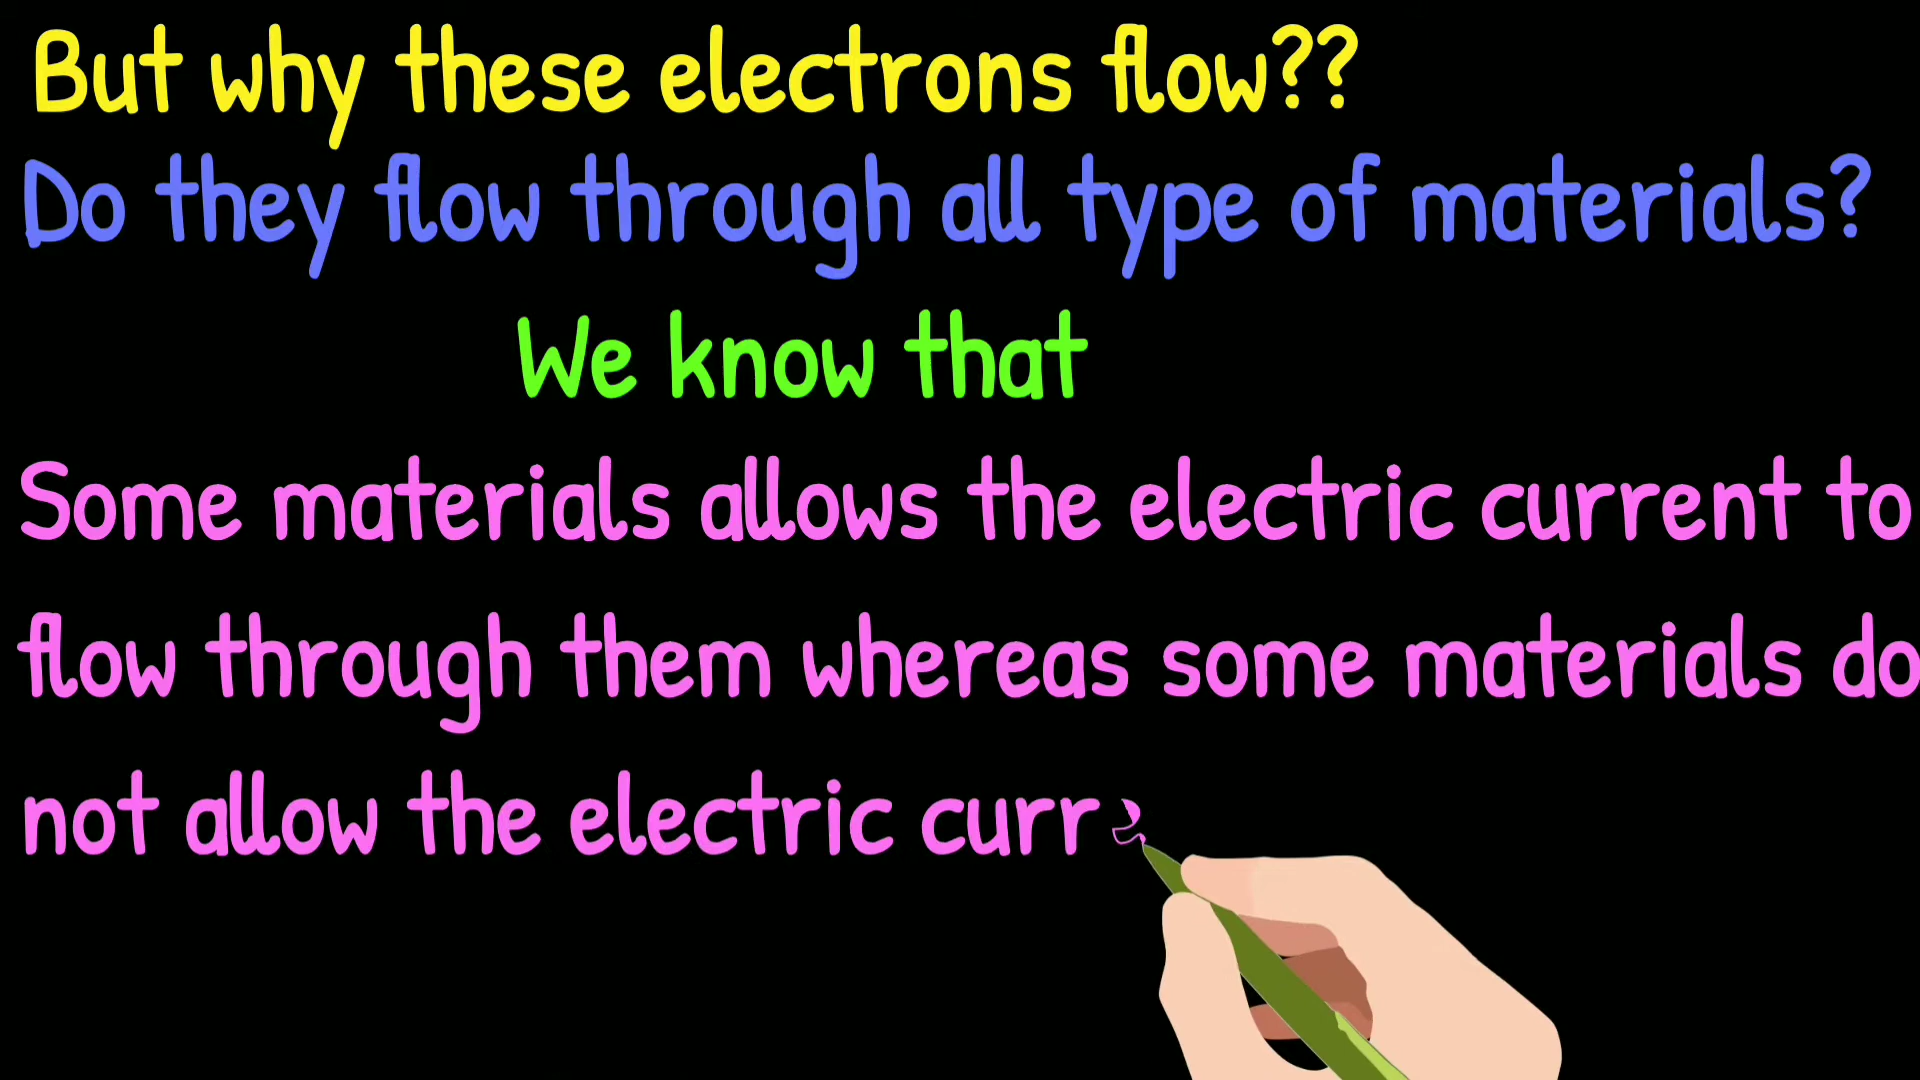 But why these electrons flow??
Do they flow through all type of materials?
We know that
Some materials allows the electric current to
flow through them whereas some materials do
not allow the electric curr